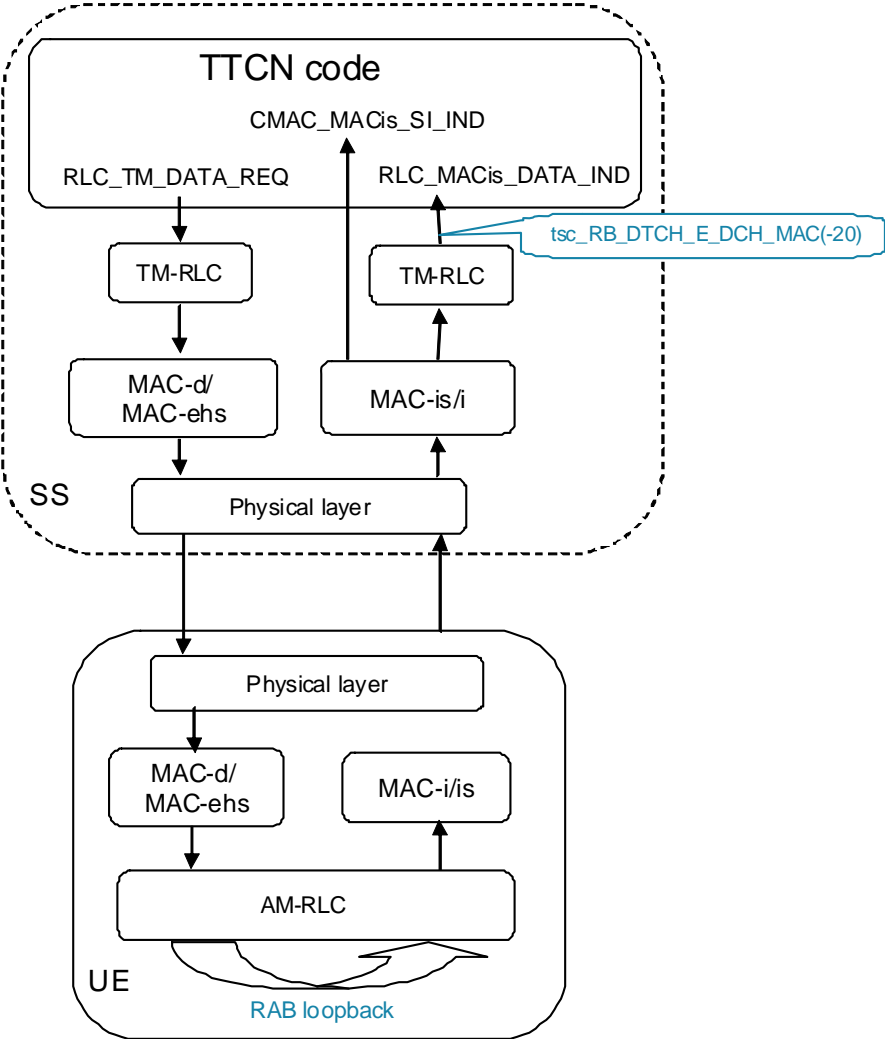 TTCN code
CMAC_MACis_SI_IND
RLC_TM_DATA_REQ
RLC_MACis_DATA_IND
tsc_RB_DTCH_E_DCH_MAC(-20)
TM-RLC
TM-RLC
MAC-d/
MAC-ehs
MAC-is/i
SS
Physical layer
Physical layer
MAC-d/
MAC-ehs
MAC-i/is
AM-RLC
UE
RAB loopback